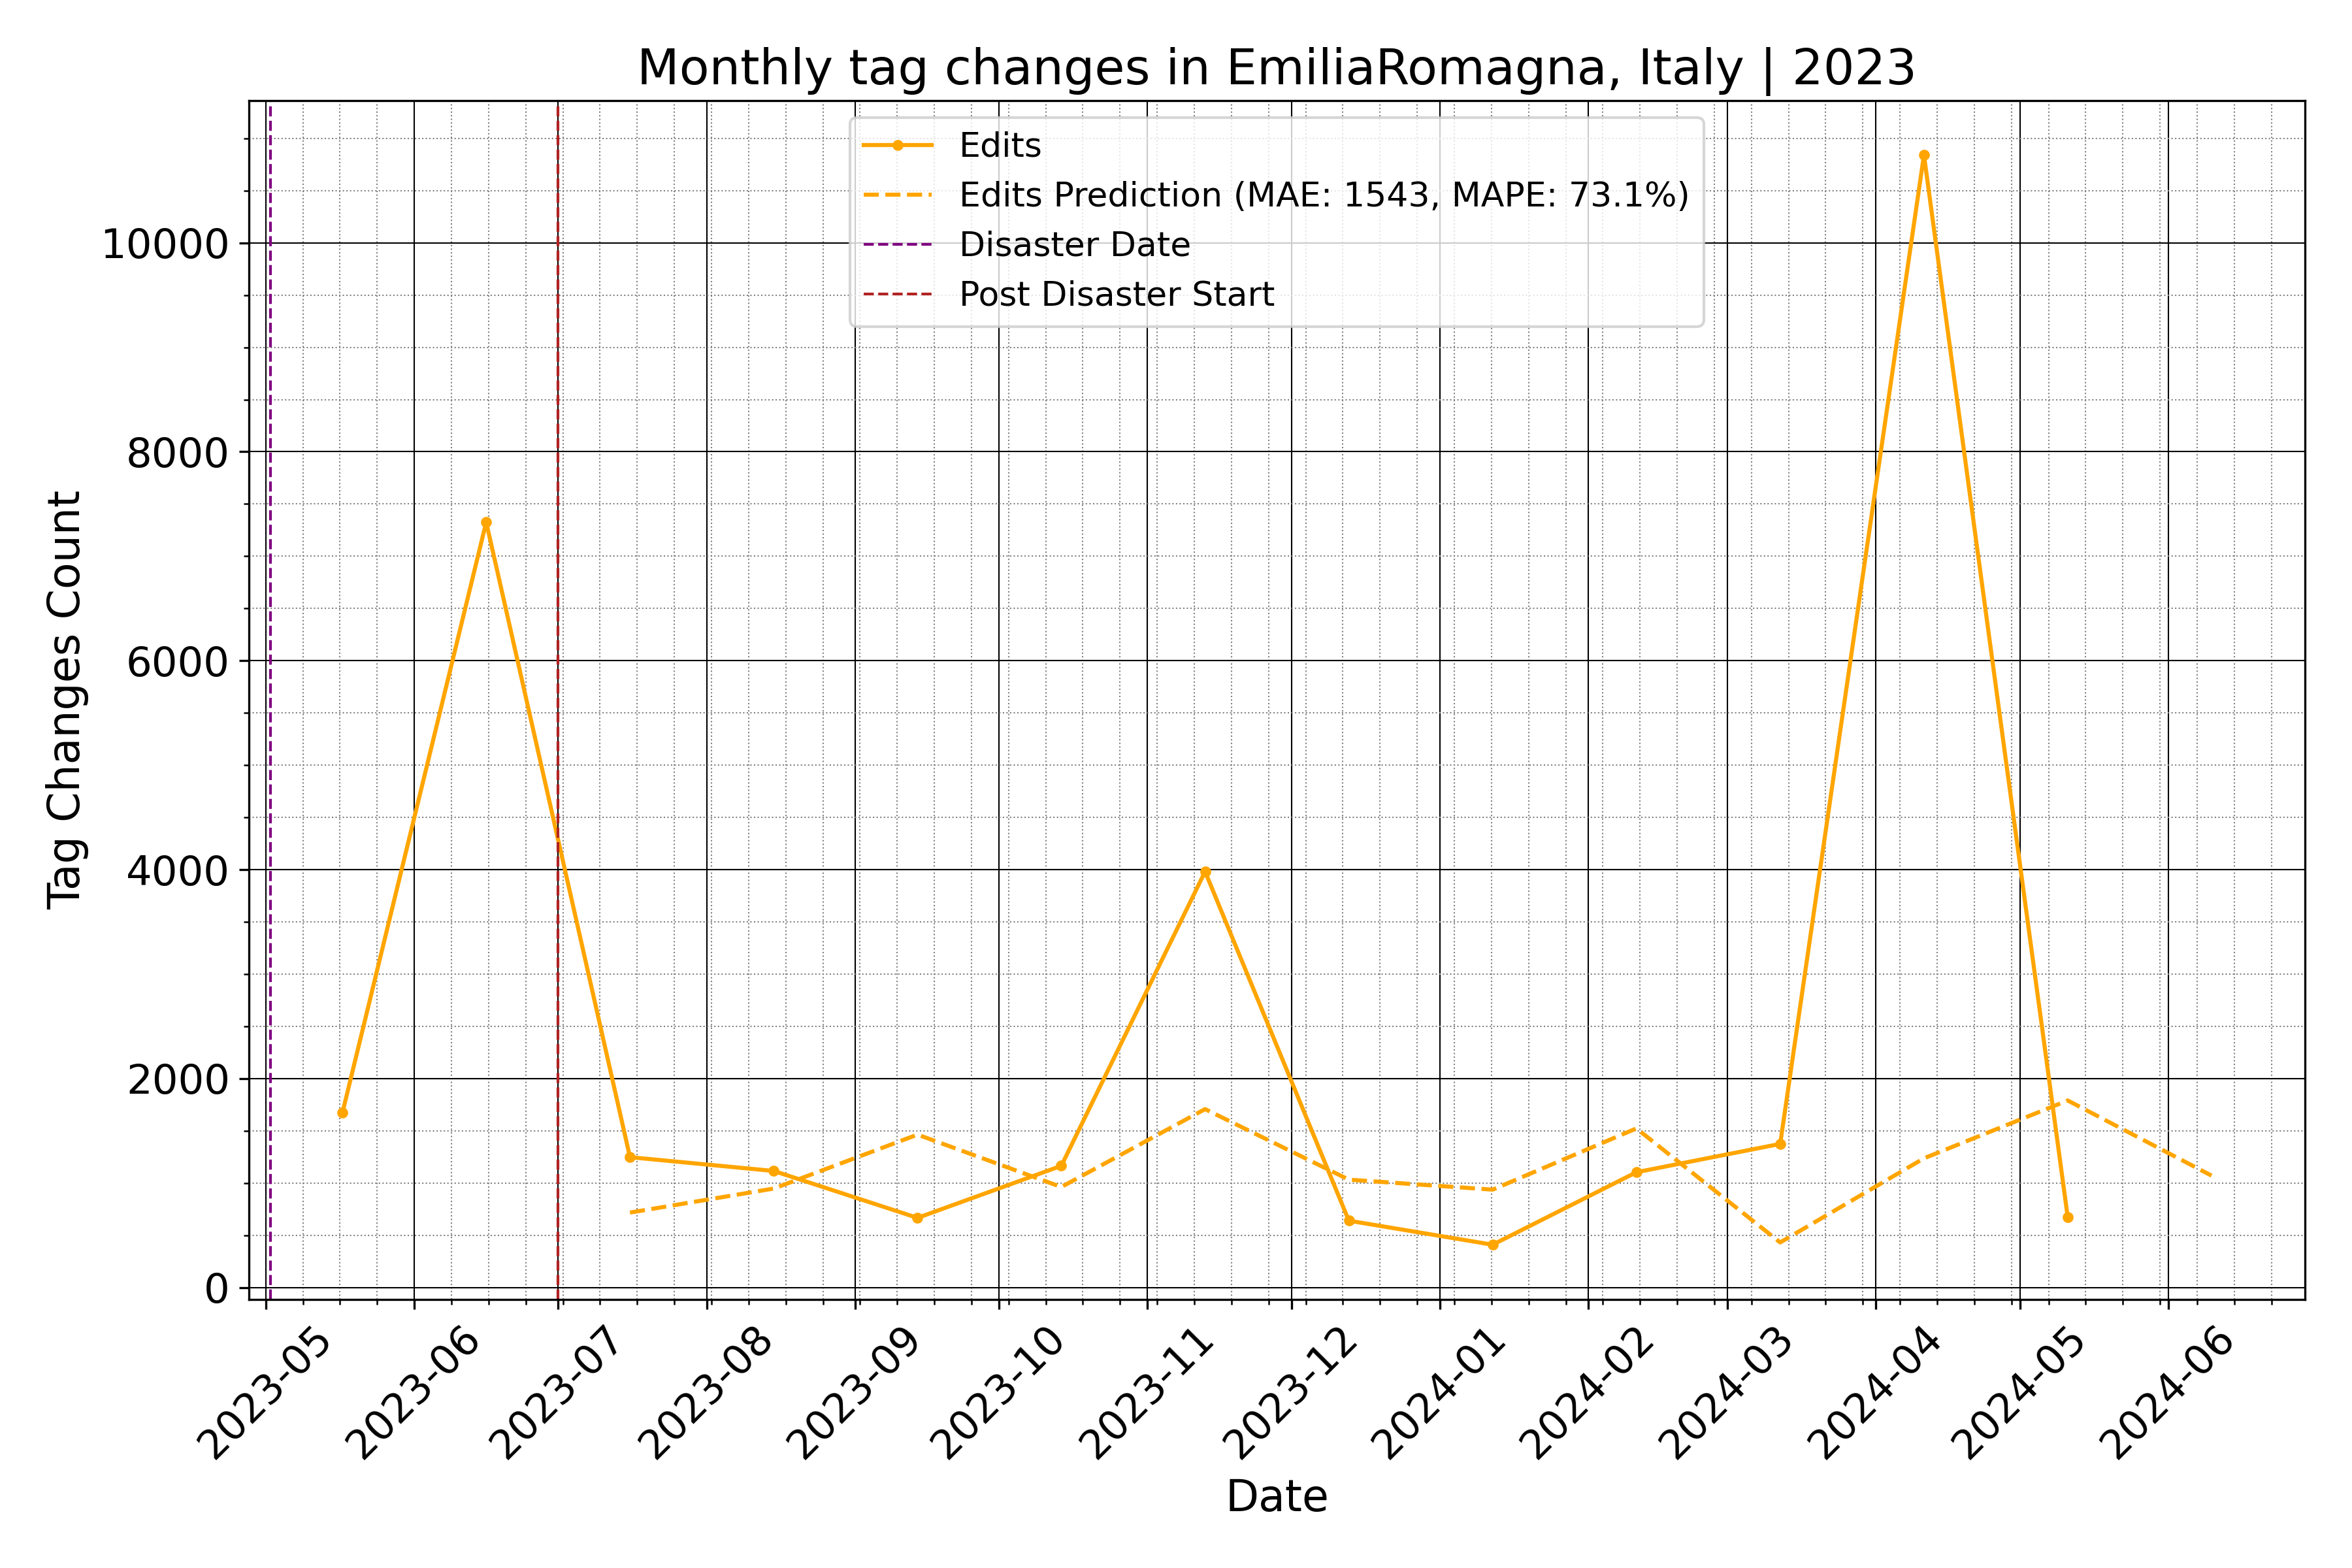 Monthly tag changes in EmiliaRomagna, Italy | 2023
Edits
Edits Prediction (MAE: 1543, MAPE: 73.1%)
Disaster Date
Post Disaster Start
Tag Changes Count
10000
8000
6000
4000
2000
0
2023-05
2023-06
2023-07
2023-08
2023-09
2023-10
2023-11
2023-12
2024-01
2024-02
2024-03
2024-04
2024-05
2024-06
Date